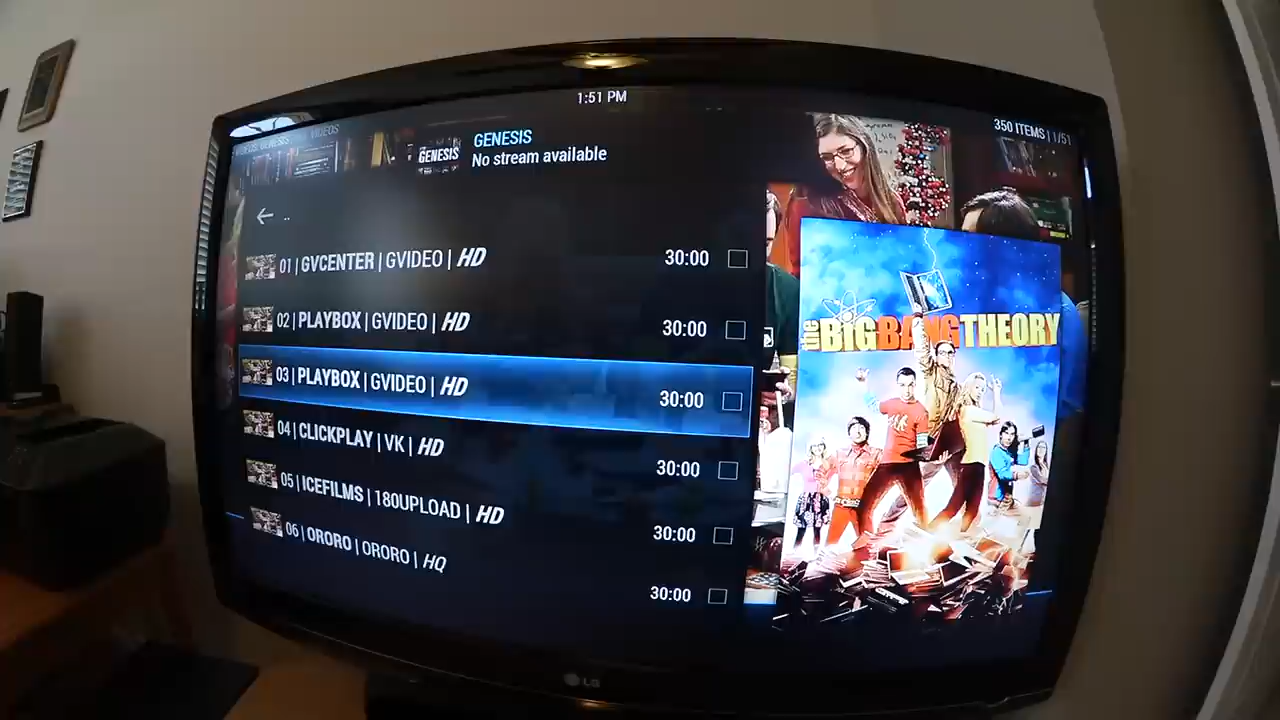 1:51 PM
VIDEOS
350 ITEMS | 1/51
GENESIS
GENESIS
No stream available
..
01 | GVCENTER | GVIDEO | HD 30:00
02 | PLAYBOX | GVIDEO | HD 30:00
03 | PLAYBOX | GVIDEO | HD 30:00
04 | CLICKPLAY | VK | HD 30:00
05 | ICEFILMS | 180UPLOAD | HD 30:00
06 | ORORO | ORORO | HQ 30:00
the BIG BANG THEORY
LG